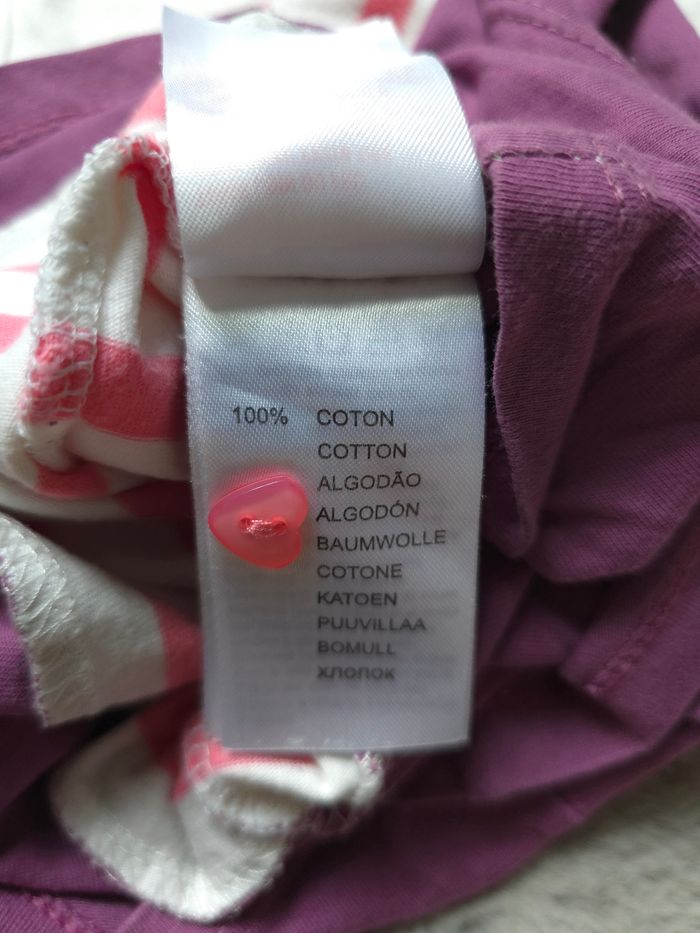 100% COTON
COTTON
ALGODÃO
ALGODÓN
BAUMWOLLE
COTONE
KATOEN
PUUVILLAA
BOMULL
ХЛОПОК